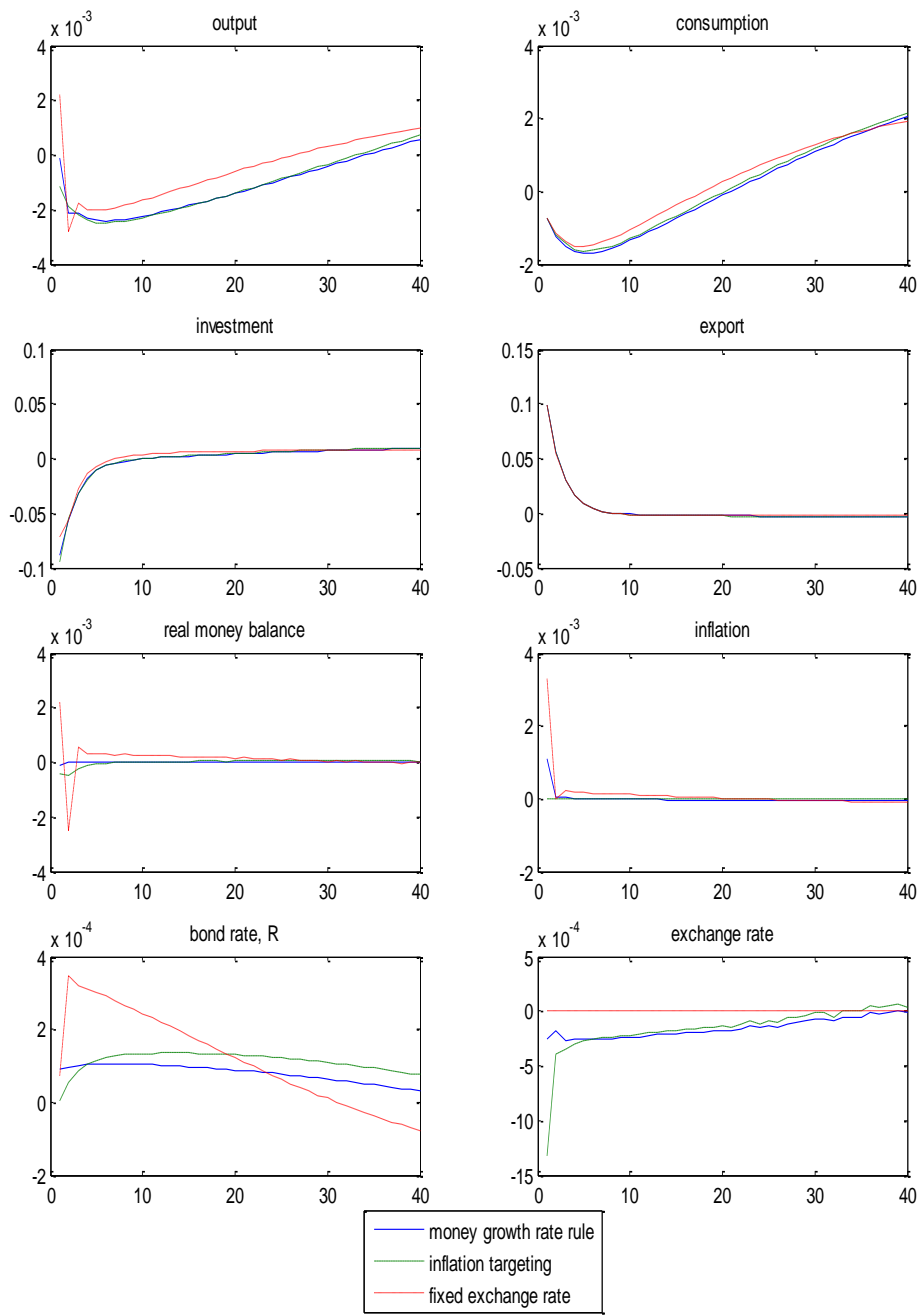 output
x 10^-3
4
2
0
-2
-4
0 10 20 30 40
consumption
x 10^-3
4
2
0
-2
0 10 20 30 40
investment
0.1
0.05
0
-0.05
-0.1
0 10 20 30 40
export
0.15
0.1
0.05
0
-0.05
0 10 20 30 40
real money balance
x 10^-3
4
2
0
-2
-4
0 10 20 30 40
inflation
x 10^-3
4
2
0
-2
0 10 20 30 40
bond rate, R
x 10^-4
4
2
0
-2
0 10 20 30 40
exchange rate
x 10^-4
5
0
-5
-10
-15
0 10 20 30 40
money growth rate rule
inflation targeting
fixed exchange rate